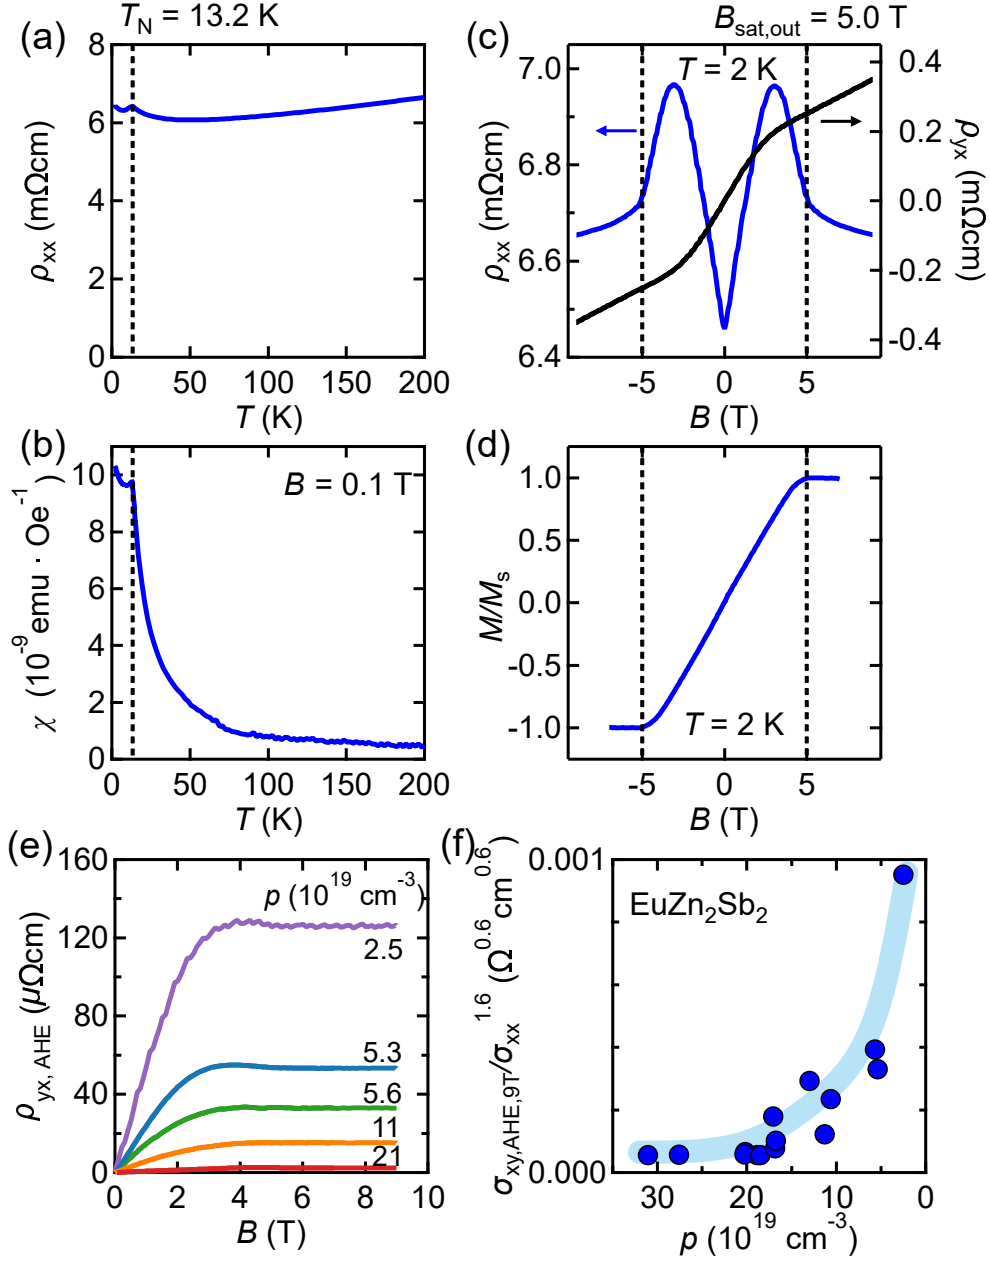 T_N = 13.2 K
(a)
8
6
4
2
0
ρ_xx (mΩcm)
0 50 100 150 200
T (K)
B_sat,out = 5.0 T
(c)
T = 2 K
7.0
6.8
6.6
6.4
ρ_xx (mΩcm)
0.4
0.2
0.0
-0.2
-0.4
ρ_yx (mΩcm)
-5 0 5
B (T)
(b)
B = 0.1 T
10
8
6
4
2
0
χ (10^-9 emu · Oe^-1)
0 50 100 150 200
T (K)
(d)
1.0
0.5
0.0
-0.5
-1.0
M/M_s
T = 2 K
-5 0 5
B (T)
(e)
160
120
80
40
0
ρ_yx, AHE (μΩcm)
p (10^19 cm^-3)
2.5
5.3
5.6
11
21
0 2 4 6 8 10
B (T)
(f)
0.001
0.000
σ_xy,AHE,9T/σ_xx^1.6 (Ω^0.6 cm^0.6)
EuZn_2Sb_2
30 20 10 0
p (10^19 cm^-3)